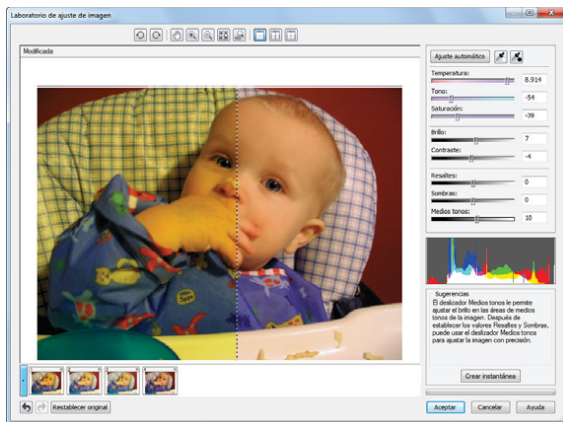 Laboratorio de ajuste de imagen
Modificada
Ajuste automático
Temperatura:
8.914
Tono:
-54
Saturación:
-39
Brillo:
7
Contraste:
-4
Resaltes:
0
Sombras:
0
Medios tonos:
10
Sugerencias
El deslizador Medios tonos le permite
ajustar el brillo en las áreas de medios
tonos de la imagen. Después de
establecer los valores Resaltes y Sombras,
puede usar el deslizador Medios tonos
para ajustar la imagen con precisión.
Crear instantánea
Restablecer original
Aceptar Cancelar Ayuda